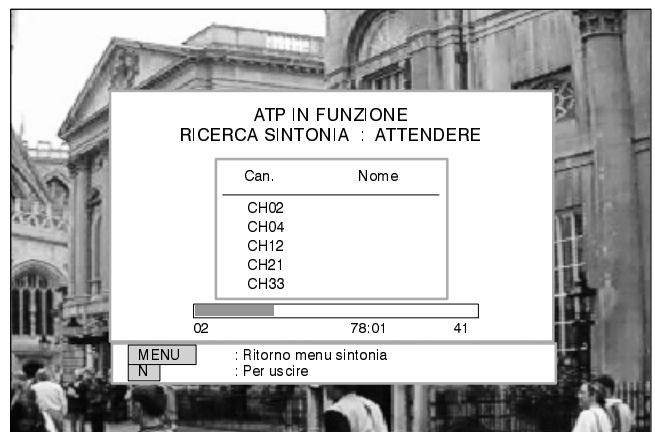 ATP IN FUNZIONE
RICERCA SINTONIA : ATTENDERE
Can. Nome
CH02
CH04
CH12
CH21
CH33
02 78:01 41
MENU : Ritorno menu sintonia
N : Per uscire